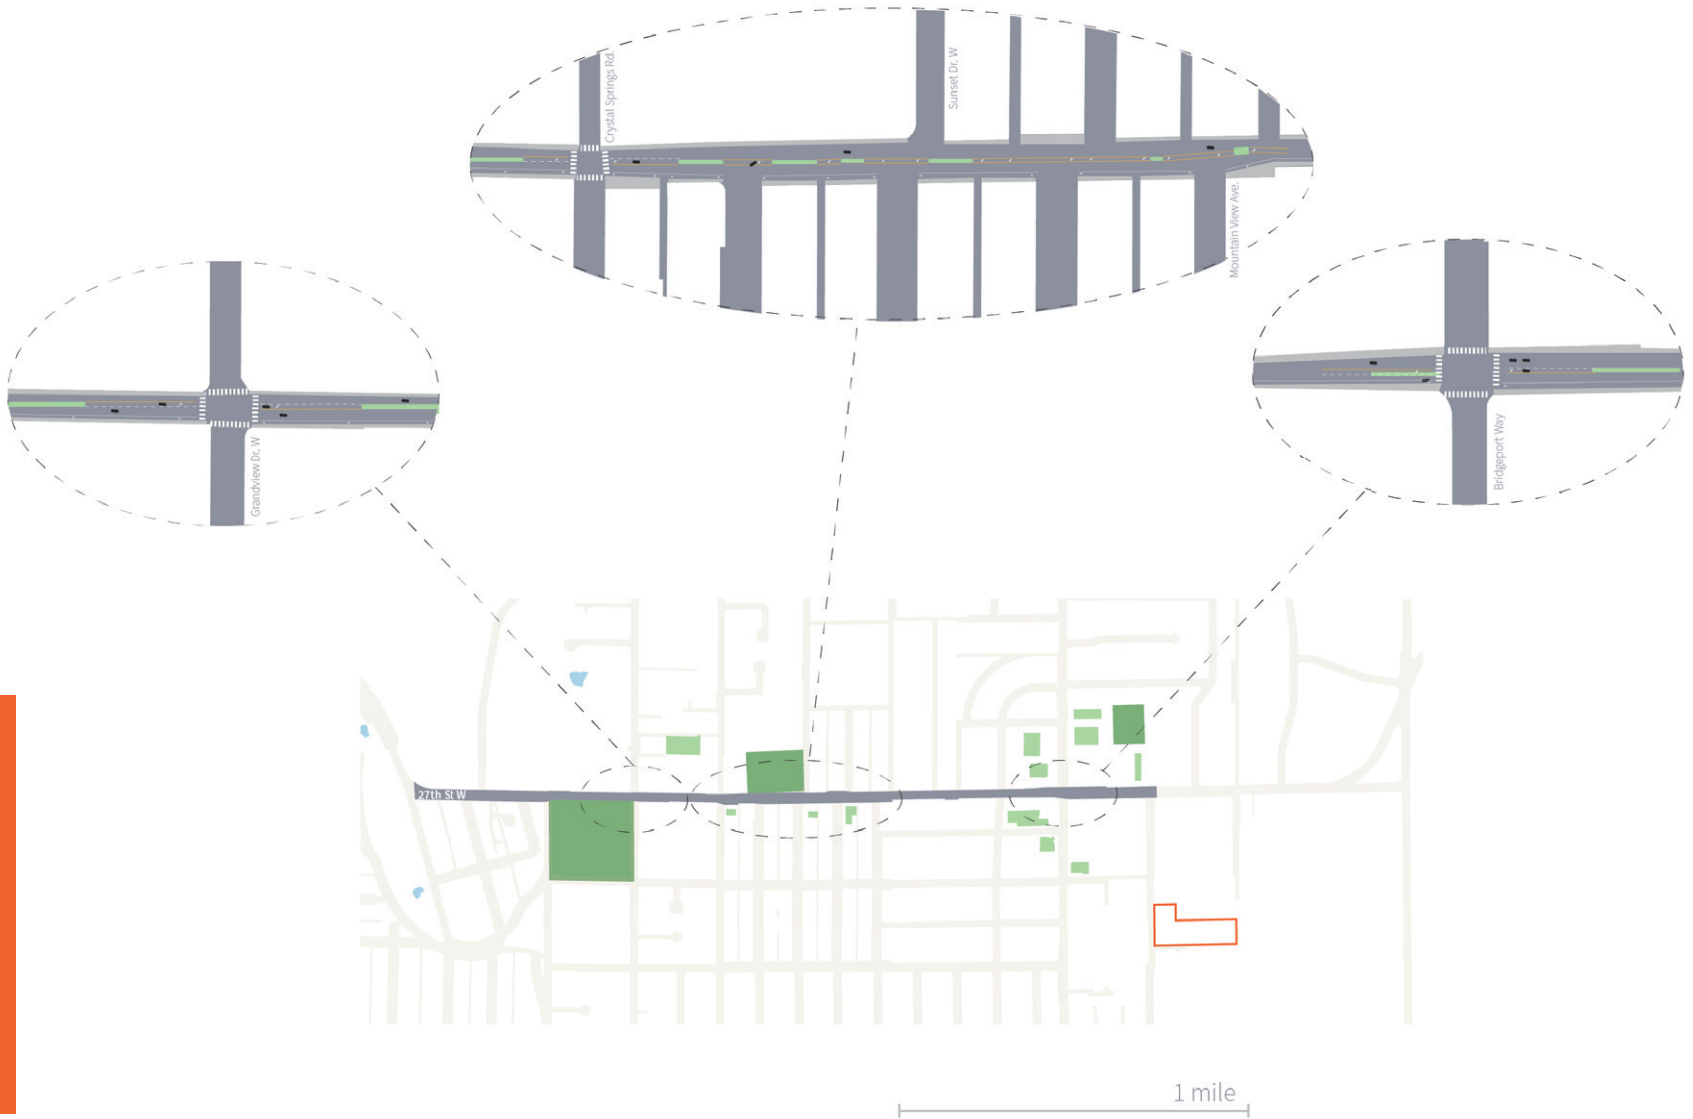 Crystal Springs Rd.
Sunset Dr. W
Mountain View Ave.
Grandview Dr. W
Bridgeport Way
27th St W
1 mile